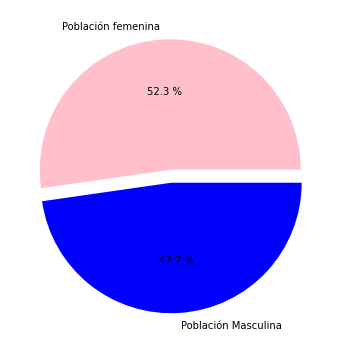 Población femenina
52.3 %
47.7 %
Población Masculina